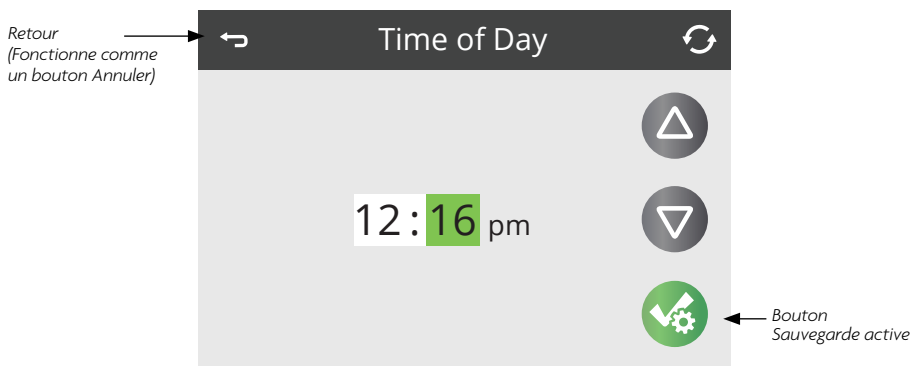 Retour
(Fonctionne comme
un bouton Annuler)
Time of Day
12:16 pm
Bouton
Sauvegarde active